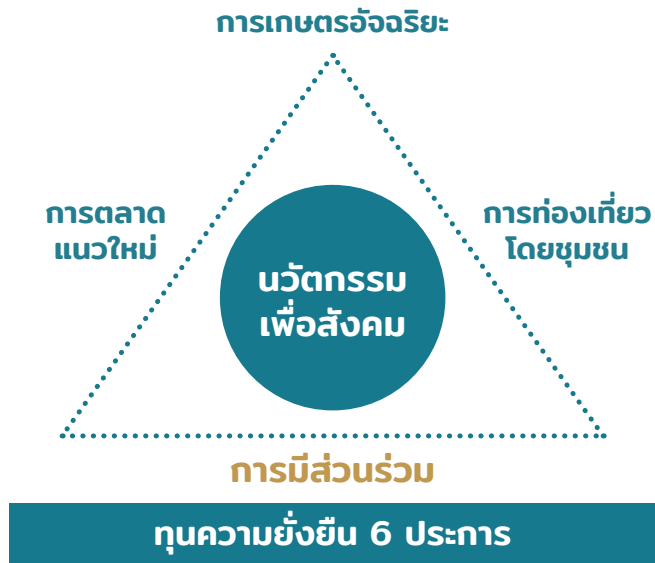 การเกษตรอัจฉริยะ
การตลาด
แนวใหม่
การท่องเที่ยว
โดยชุมชน
นวัตกรรม
เพื่อสังคม
การมีส่วนร่วม
ทุนความยั่งยืน 6 ประการ